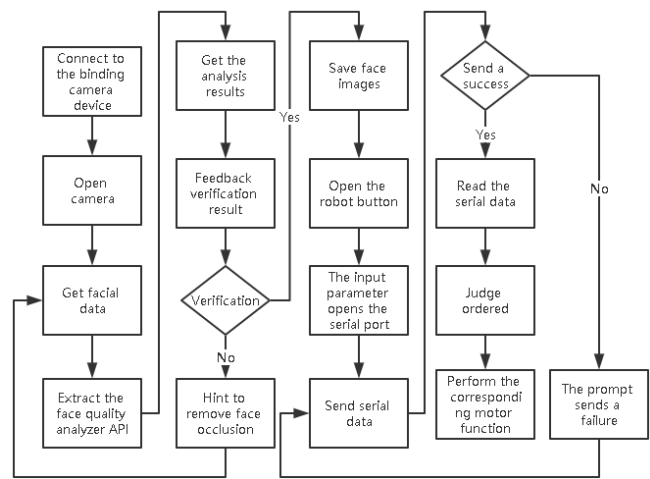 Connect to
the binding
camera
device
Open
camera
Get facial
data
Extract the
face quality
analyzer API
Get the
analysis
results
Feedback
verification
result
Verification
Yes
No
Hint to
remove face
occlusion
Save face
images
Open the
robot button
The input
parameter
opens the
serial port
Send serial
data
Send a
success
Yes
No
Read the
serial data
Judge
ordered
Perform the
correspondi
ng motor
function
The prompt
sends a
failure